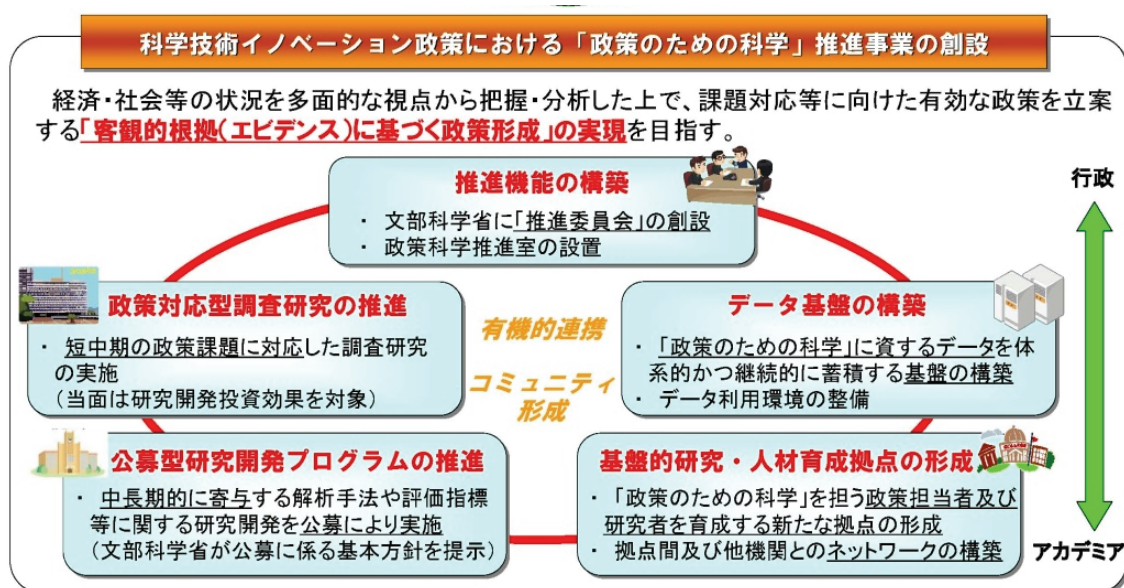 科学技術イノベーション政策における「政策のための科学」推進事業の創設
経済・社会等の状況を多面的な視点から把握・分析した上で、課題対応等に向けた有効な政策を立案
する「客観的根拠(エビデンス)に基づく政策形成」の実現を目指す。
推進機能の構築
・ 文部科学省に「推進委員会」の創設
・ 政策科学推進室の設置
行政
政策対応型調査研究の推進
・ 短中期の政策課題に対応した調査研究
の実施
(当面は研究開発投資効果を対象)
有機的連携
コミュニティ
形成
データ基盤の構築
・ 「政策のための科学」に資するデータを体
系的かつ継続的に蓄積する基盤の構築
・ データ利用環境の整備
公募型研究開発プログラムの推進
・ 中長期的に寄与する解析手法や評価指標
等に関する研究開発を公募により実施
(文部科学省が公募に係る基本方針を提示)
基盤的研究・人材育成拠点の形成
・ 「政策のための科学」を担う政策担当者及び
研究者を育成する新たな拠点の形成
・ 拠点間及び他機関とのネットワークの構築
アカデミア